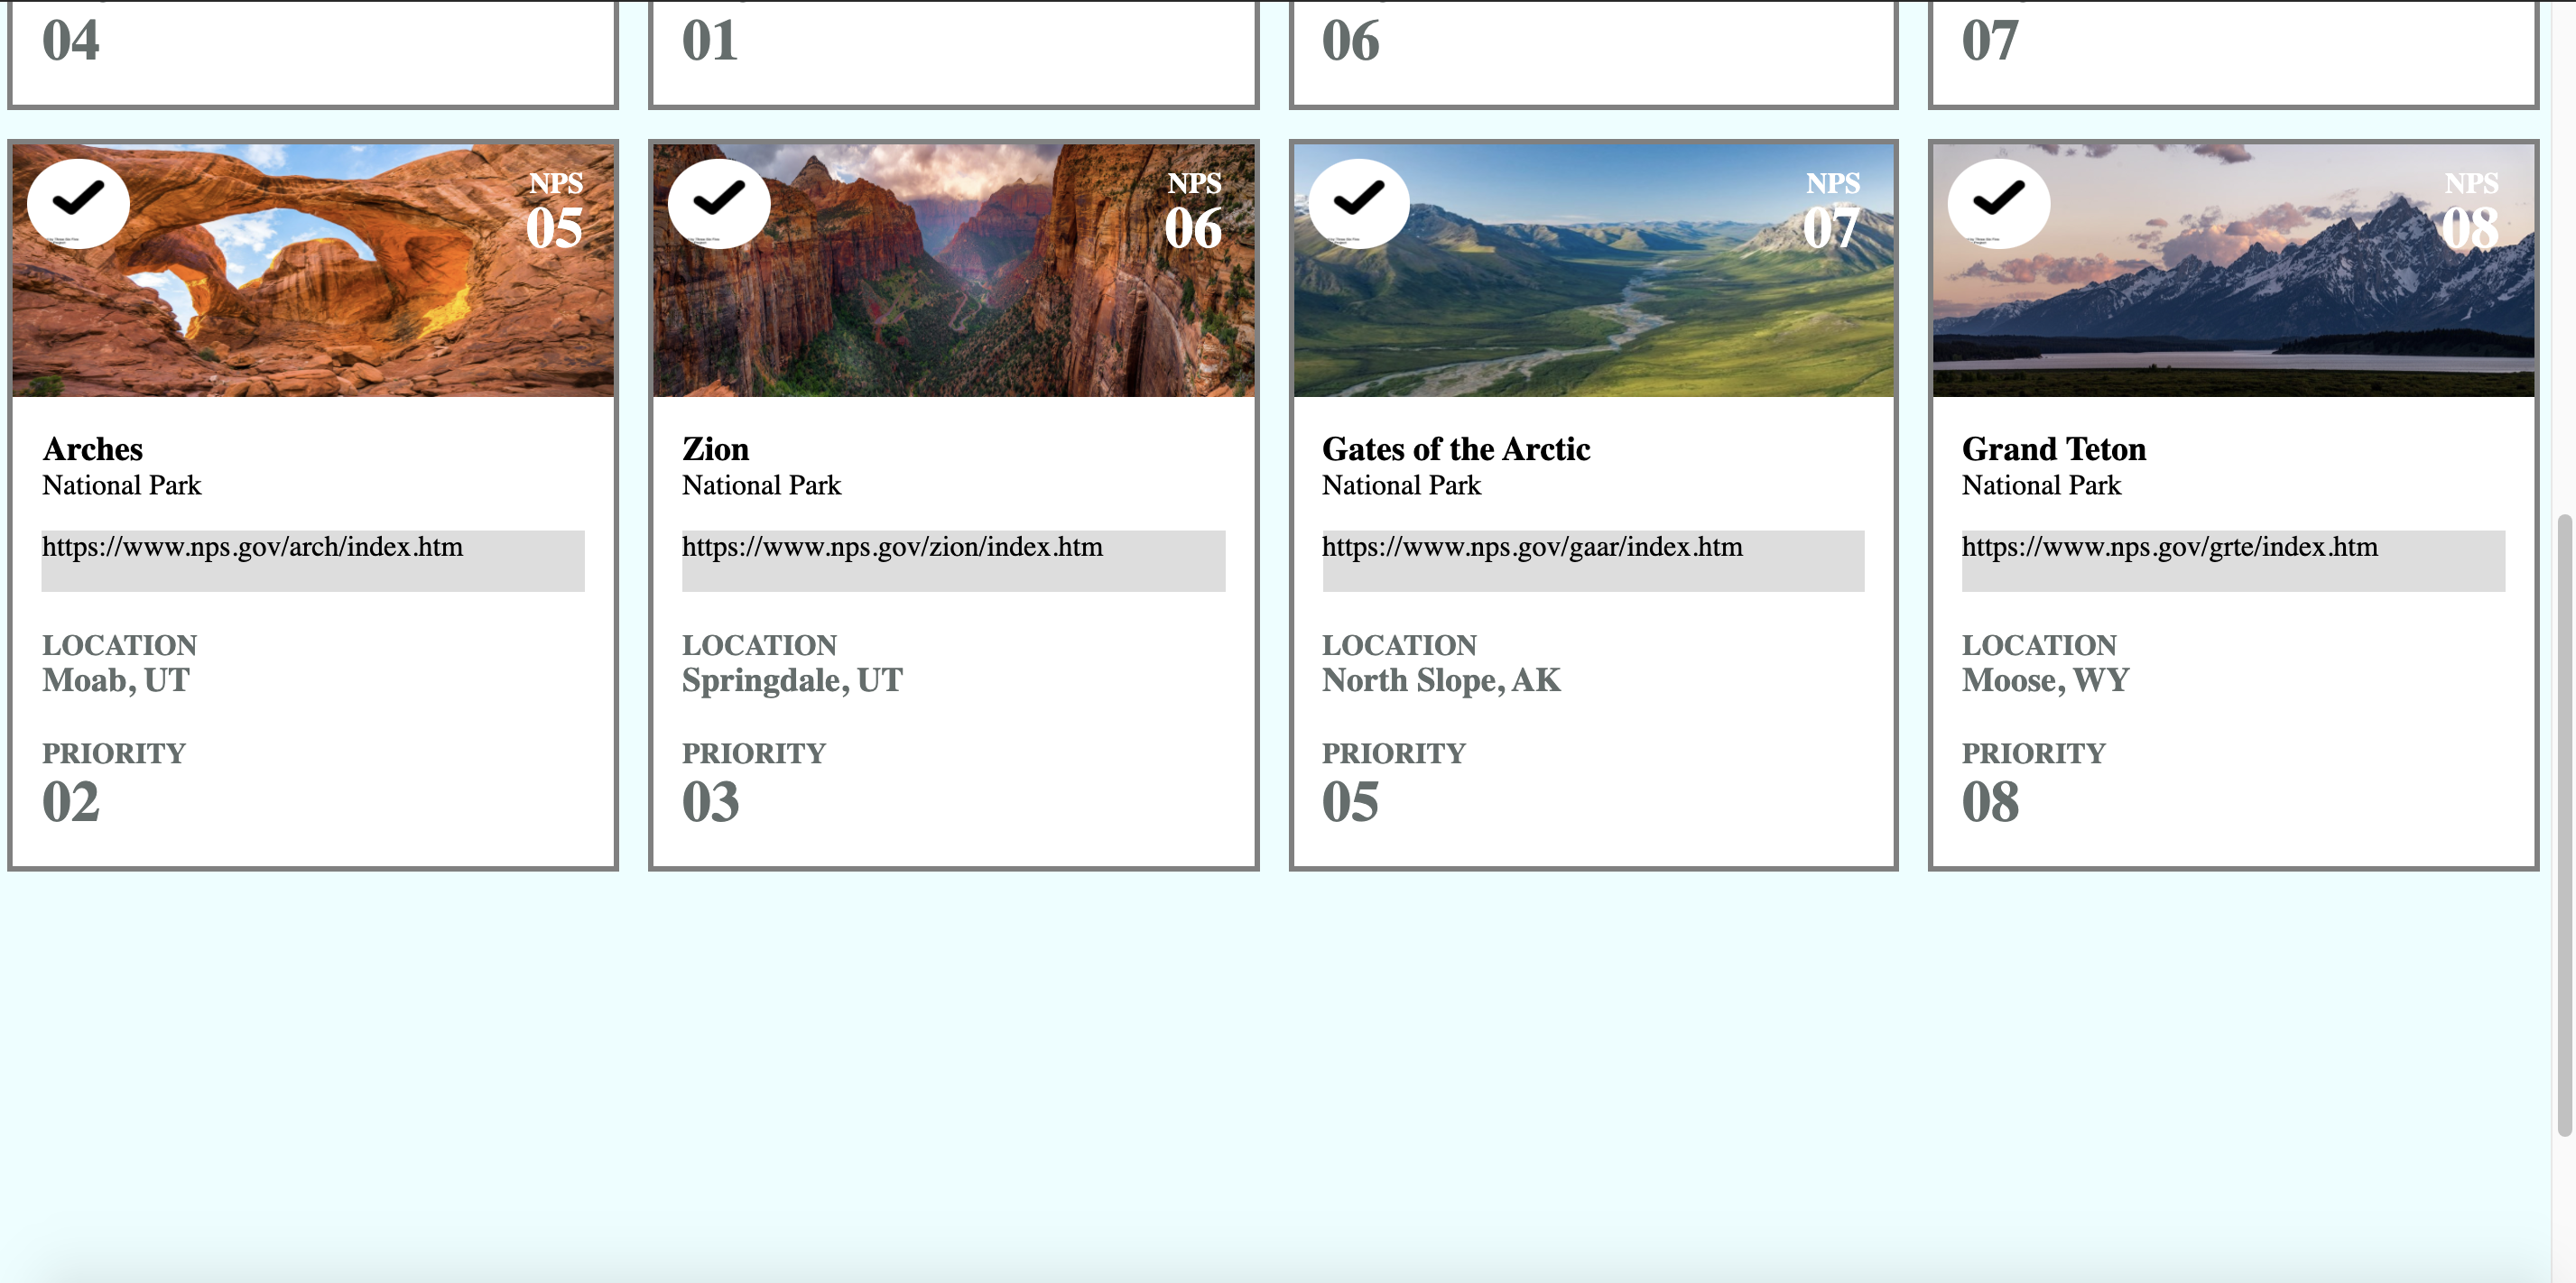 04
01
06
07
NPS
05
Arches
National Park
https://www.nps.gov/arch/index.htm
LOCATION
Moab, UT
PRIORITY
02
NPS
06
Zion
National Park
https://www.nps.gov/zion/index.htm
LOCATION
Springdale, UT
PRIORITY
03
NPS
07
Gates of the Arctic
National Park
https://www.nps.gov/gaar/index.htm
LOCATION
North Slope, AK
PRIORITY
05
NPS
08
Grand Teton
National Park
https://www.nps.gov/grte/index.htm
LOCATION
Moose, WY
PRIORITY
08